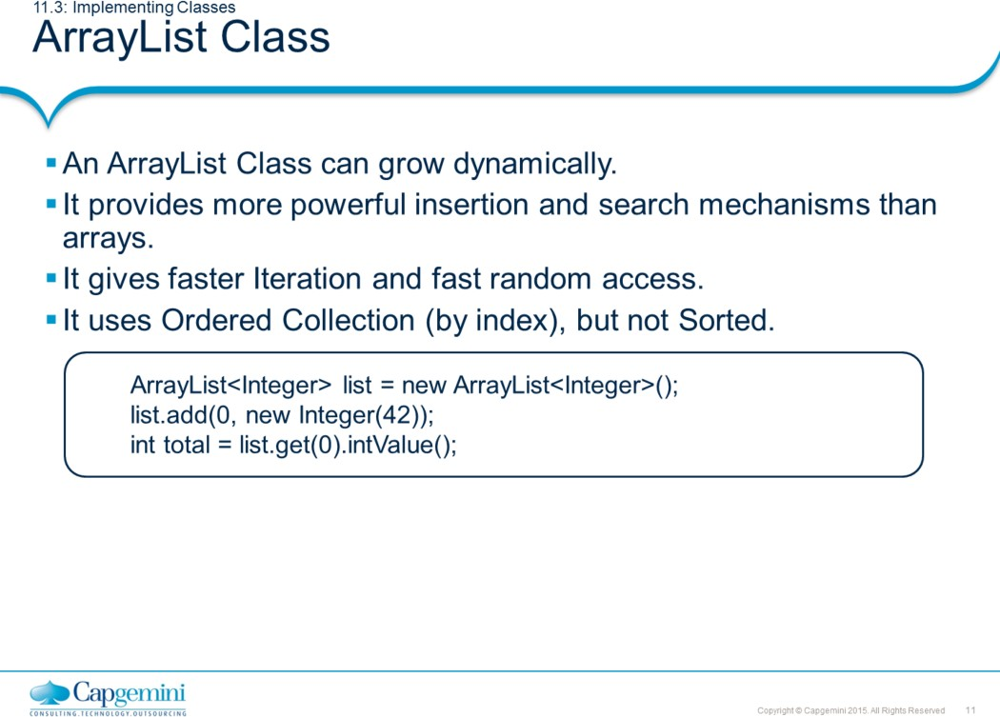 11.3: Implementing Classes
ArrayList Class
▪ An ArrayList Class can grow dynamically.
▪ It provides more powerful insertion and search mechanisms than
arrays.
▪ It gives faster Iteration and fast random access.
▪ It uses Ordered Collection (by index), but not Sorted.
ArrayList<Integer> list = new ArrayList<Integer>();
list.add(0, new Integer(42));
int total = list.get(0).intValue();
Capgemini
CONSULTING.TECHNOLOGY.OUTSOURCING
Copyright © Capgemini 2015. All Rights Reserved 11